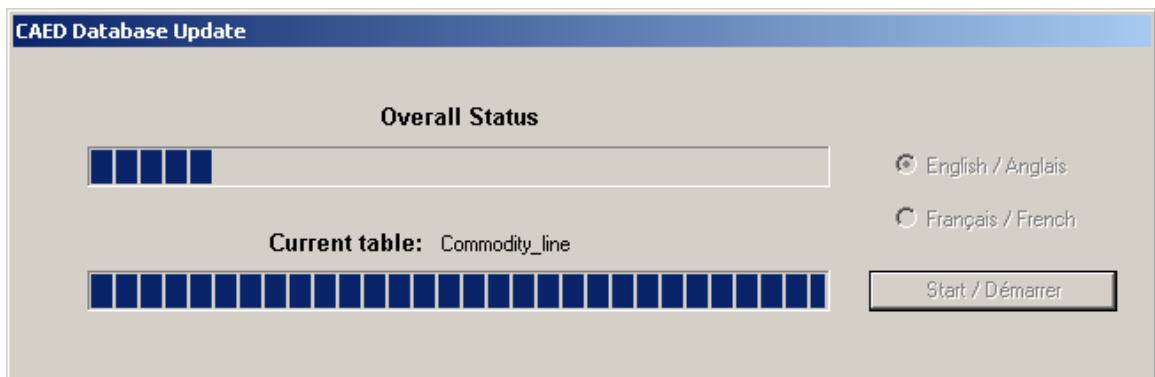 CAED Database Update
Overall Status
English / Anglais
Français / French
Current table: Commodity_line
Start / Démarrer